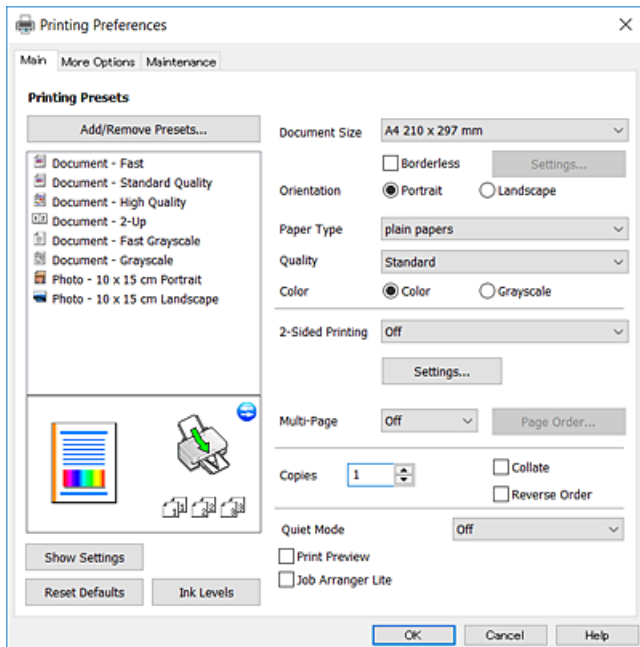 Printing Preferences
Main More Options Maintenance
Printing Presets
Add/Remove Presets...
Document - Fast
Document - Standard Quality
Document - High Quality
Document - 2-Up
Document - Fast Grayscale
Document - Grayscale
Photo - 10 x 15 cm Portrait
Photo - 10 x 15 cm Landscape
Show Settings
Reset Defaults Ink Levels
Document Size A4 210 x 297 mm
Borderless Settings...
Orientation Portrait Landscape
Paper Type plain papers
Quality Standard
Color Color Grayscale
2-Sided Printing Off
Settings...
Multi-Page Off Page Order...
Copies 1 Collate
Reverse Order
Quiet Mode Off
Print Preview
Job Arranger Lite
OK Cancel Help